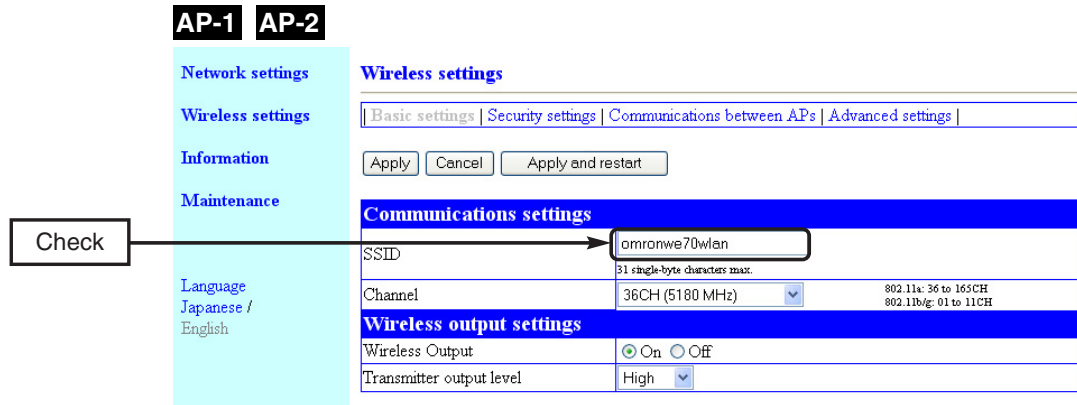 AP-1 AP-2
Network settings
Wireless settings
Information
Maintenance
Language
Japanese /
English
Check
Wireless settings
| Basic settings | Security settings | Communications between APs | Advanced settings |
Apply Cancel Apply and restart
Communications settings
SSID omronwe70wlan
31 single-byte characters max.
Channel 36CH (5180 MHz) 802.11a: 36 to 165CH
802.11b/g: 01 to 11CH
Wireless output settings
Wireless Output On Off
Transmitter output level High